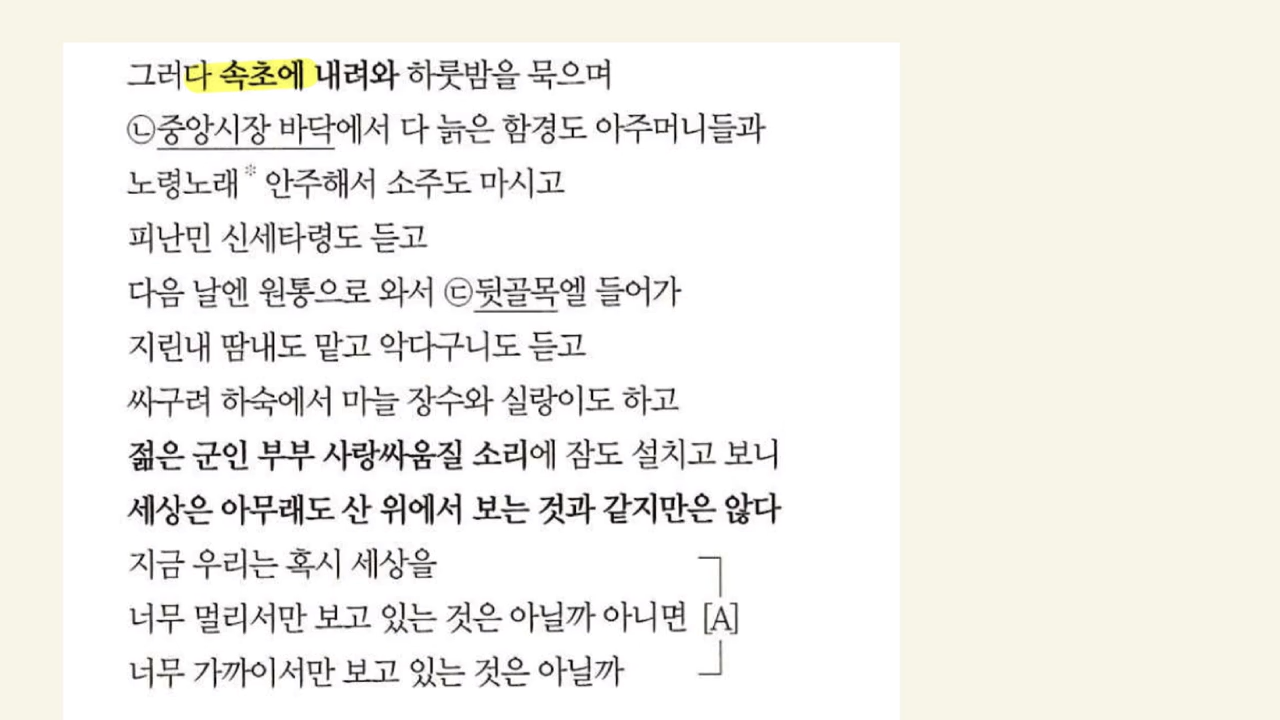 그러다 속초에 내려와 하룻밤을 묵으며
㉡중앙시장 바닥에서 다 늙은 함경도 아주머니들과
노령노래* 안주해서 소주도 마시고
피난민 신세타령도 듣고
다음 날엔 원통으로 와서 ㉢뒷골목엘 들어가
지린내 땀내도 맡고 악다구니도 듣고
싸구려 하숙에서 마늘 장수와 실랑이도 하고
젊은 군인 부부 사랑싸움질 소리에 잠도 설치고 보니
세상은 아무래도 산 위에서 보는 것과 같지만은 않다
지금 우리는 혹시 세상을
너무 멀리서만 보고 있는 것은 아닐까 아니면 [A]
너무 가까이서만 보고 있는 것은 아닐까